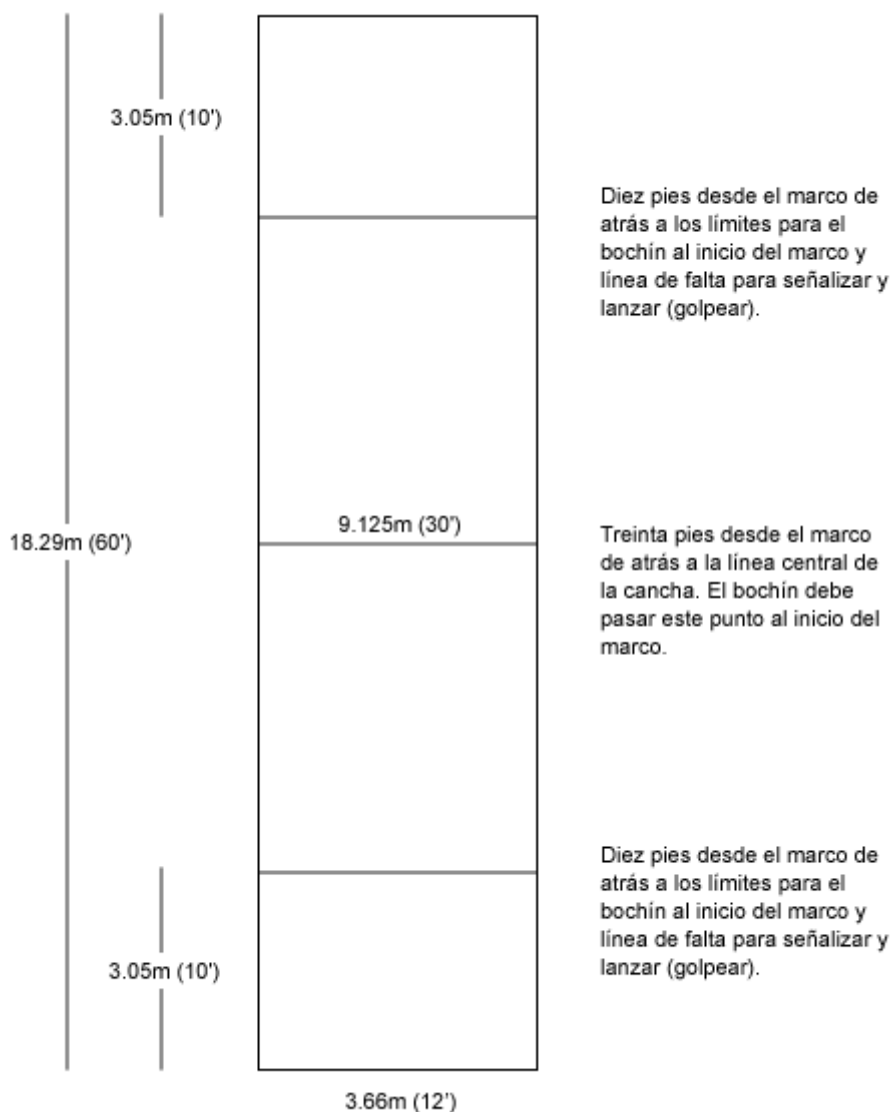 3.05m (10')
Diez pies desde el marco de
atrás a los límites para el
bochín al inicio del marco y
línea de falta para señalizar y
lanzar (golpear).
18.29m (60')
9.125m (30')
Treinta pies desde el marco
de atrás a la línea central de
la cancha. El bochín debe
pasar este punto al inicio del
marco.
Diez pies desde el marco de
atrás a los límites para el
bochín al inicio del marco y
línea de falta para señalizar y
lanzar (golpear).
3.05m (10')
3.66m (12')